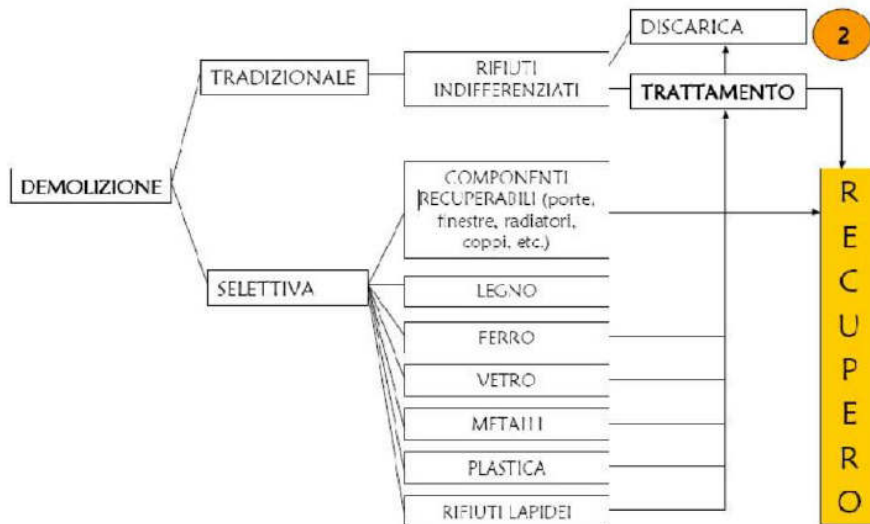 DISCARICA
2
TRADIZIONALE
RIFIUTI
INDIFFERENZIATI
TRATTAMENTO
DEMOLIZIONE
COMPONENTI
RECUPERABILI (porte,
finestre, radiatori,
coppi, etc.)
SELETTIVA
LEGNO
FERRO
VETRO
METALLI
PLASTICA
RIFIUTI LAPIDEI
R
E
C
U
P
E
R
O